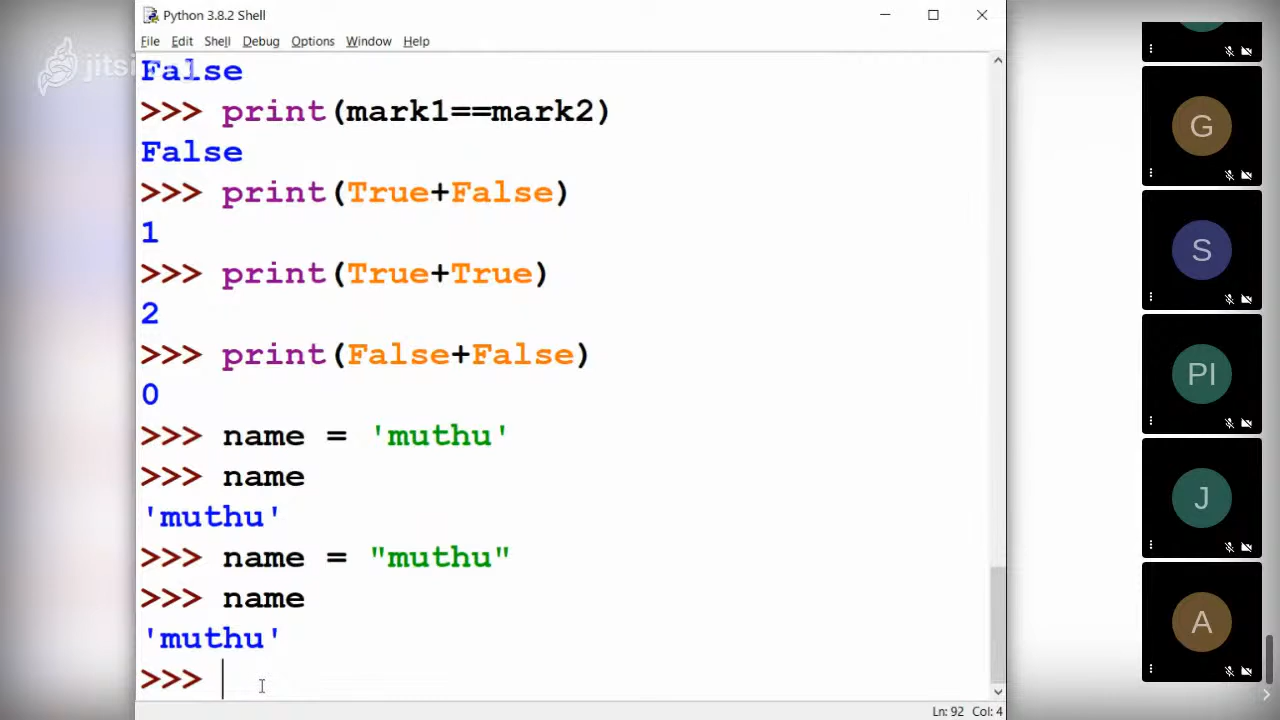 Python 3.8.2 Shell
File Edit Shell Debug Options Window Help
jitsi
False
>>> print(mark1==mark2)
False
>>> print(True+False)
1
>>> print(True+True)
2
>>> print(False+False)
0
>>> name = 'muthu'
>>> name
'muthu'
>>> name = "muthu"
>>> name
'muthu'
>>>
Ln: 92 Col: 4
G
S
PI
J
A